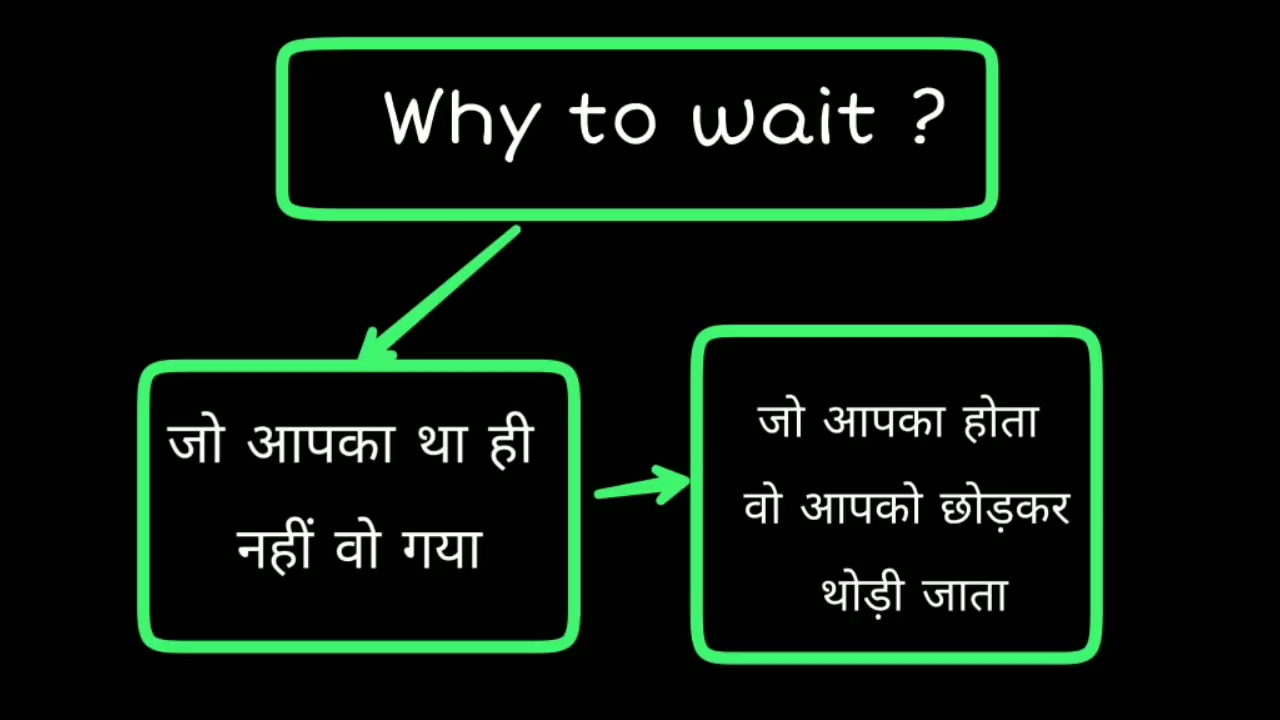 Why to wait ?
जो आपका था ही
नहीं वो गया
जो आपका होता
वो आपको छोड़कर
थोड़ी जाता